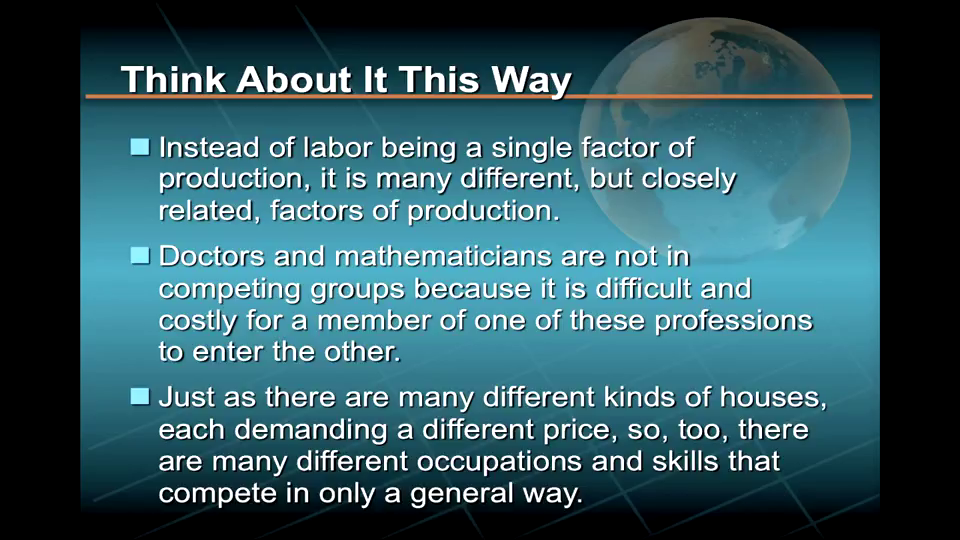 Think About It This Way
Instead of labor being a single factor of
production, it is many different, but closely
related, factors of production.
Doctors and mathematicians are not in
competing groups because it is difficult and
costly for a member of one of these professions
to enter the other.
Just as there are many different kinds of houses,
each demanding a different price, so, too, there
are many different occupations and skills that
compete in only a general way.